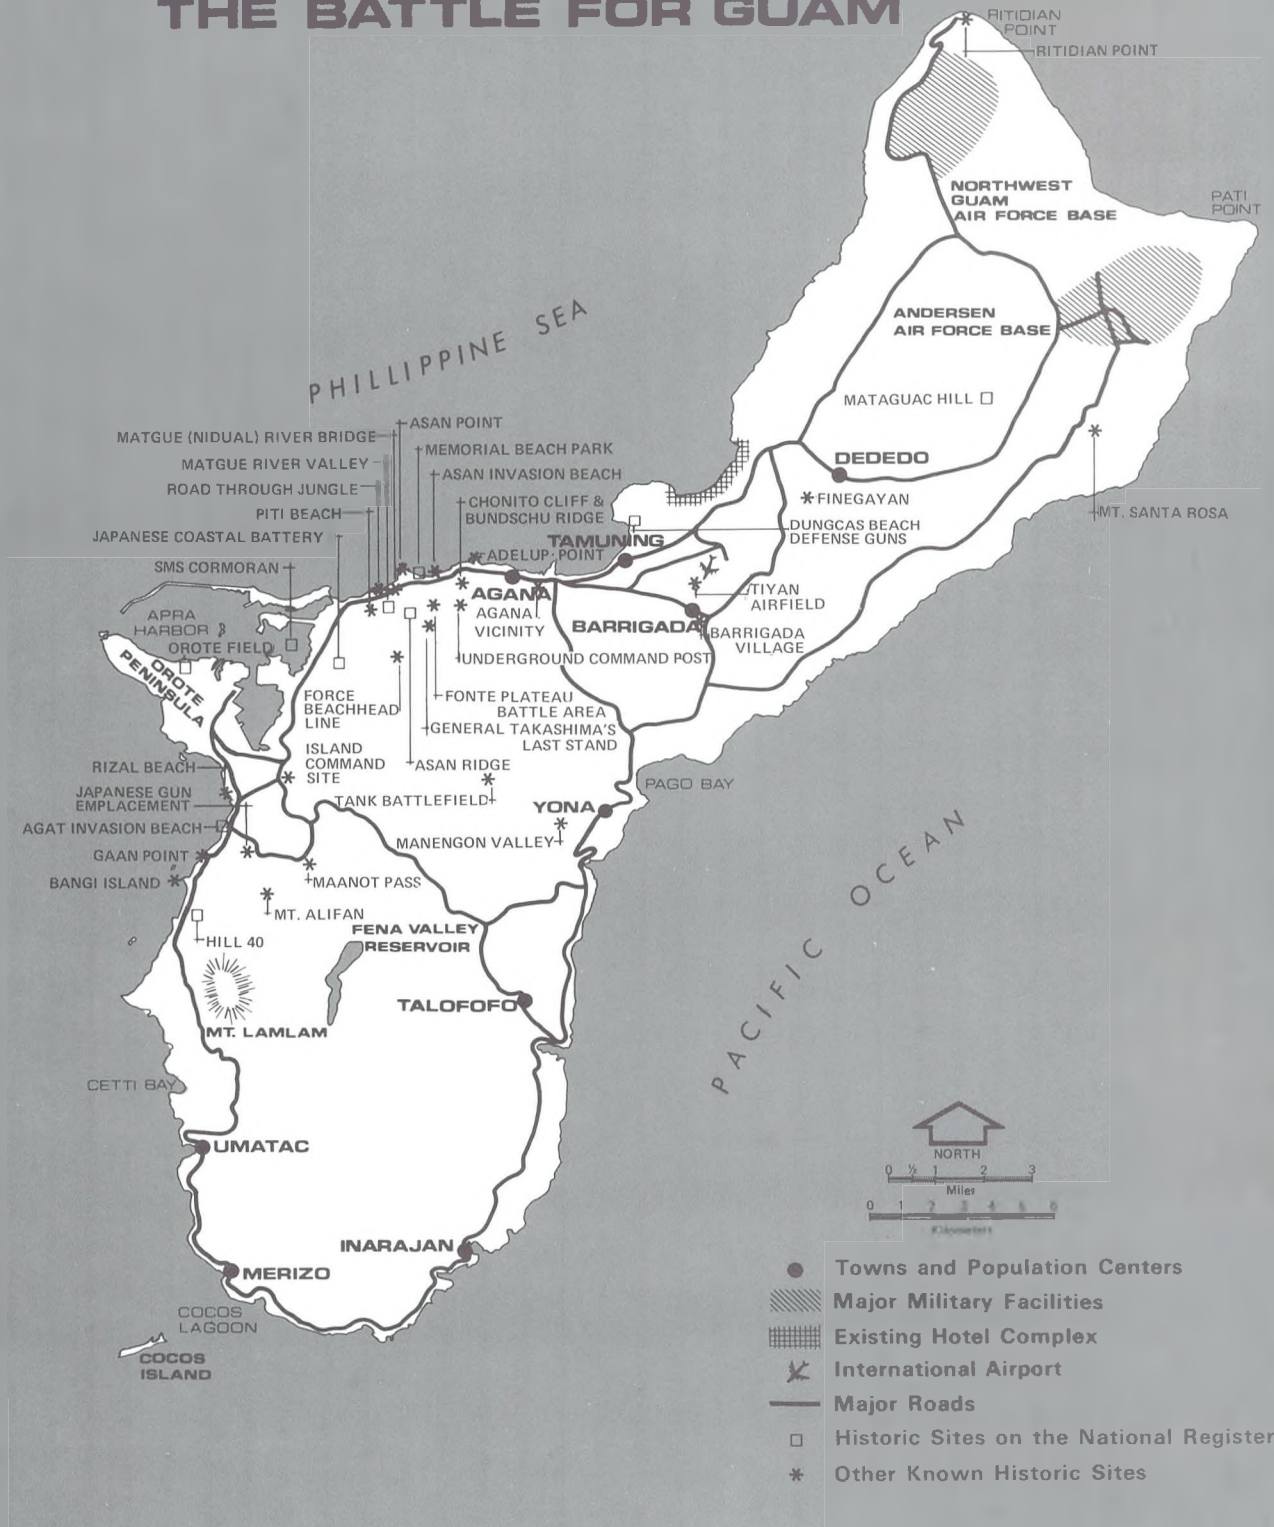 THE BATTLE FOR GUAM
RITIDIAN
POINT
RITIDIAN POINT
NORTHWEST
GUAM
AIR FORCE BASE
PATI
POINT
ANDERSEN
AIR FORCE BASE
PHILLIPPINE SEA
MATAGUAC HILL
ASAN POINT
MATGUE (NIDUAL) RIVER BRIDGE
MEMORIAL BEACH PARK
MATGUE RIVER VALLEY
ASAN INVASION BEACH
ROAD THROUGH JUNGLE
CHONITO CLIFF &
BUNDSCHU RIDGE
PITI BEACH
JAPANESE COASTAL BATTERY
ADELUP POINT
SMS CORMORAN
DEDEDO
FINEGAYAN
MT. SANTA ROSA
DUNGCAS BEACH
DEFENSE GUNS
TAMUNING
AGANA
AGANA
VICINITY
TIYAN
AIRFIELD
BARRIGADA
BARRIGADA
VILLAGE
APRA
HARBOR
OROTE FIELD
OROTE
PENINSULA
UNDERGROUND COMMAND POST
FORCE
BEACHHEAD
LINE
FONTE PLATEAU
BATTLE AREA
GENERAL TAKASHIMA'S
LAST STAND
ISLAND
COMMAND
SITE
ASAN RIDGE
RIZAL BEACH
JAPANESE GUN
EMPLACEMENT
TANK BATTLEFIELD
PAGO BAY
YONA
AGAT INVASION BEACH
MANENGON VALLEY
GAAN POINT
BANGI ISLAND
MAANOT PASS
MT. ALIFAN
FENA VALLEY
RESERVOIR
HILL 40
PACIFIC OCEAN
TALOFOFO
MT. LAMLAM
CETTI BAY
UMATAC
INARAJAN
MERIZO
COCOS
LAGOON
COCOS
ISLAND
NORTH
0 ½ 1 2 3
Miles
0 1 2 3 4 5 6
Towns and Population Centers
Major Military Facilities
Existing Hotel Complex
International Airport
Major Roads
Historic Sites on the National Register
Other Known Historic Sites